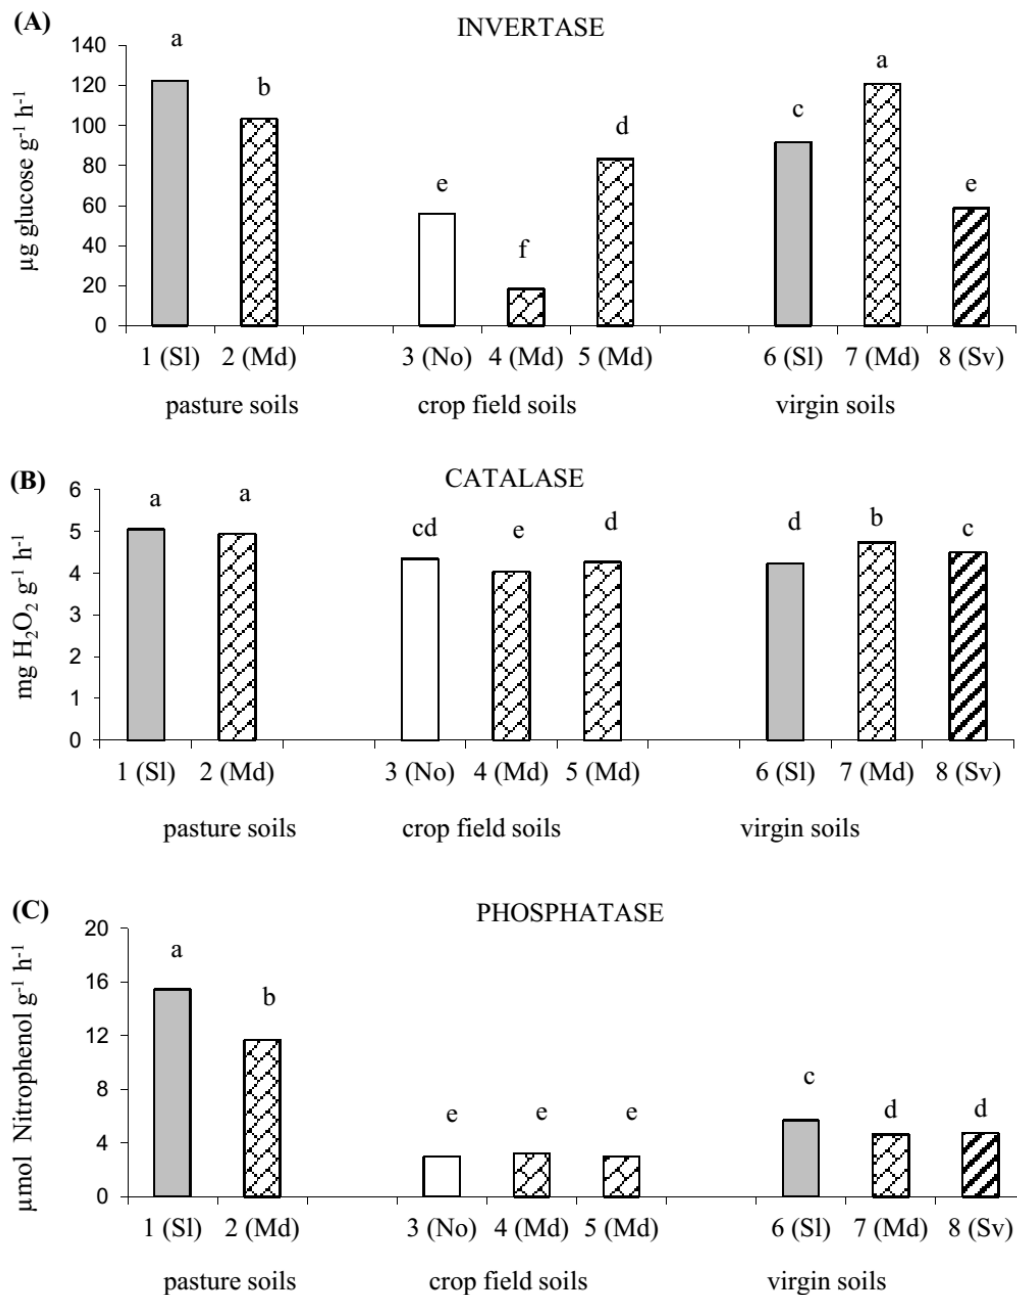 (A)
INVERTASE
µg glucose g⁻¹ h⁻¹
140
120
100
80
60
40
20
0
a
b
e
f
d
c
a
e
1 (Sl) 2 (Md) 3 (No) 4 (Md) 5 (Md) 6 (Sl) 7 (Md) 8 (Sv)
pasture soils crop field soils virgin soils
(B)
CATALASE
mg H₂O₂ g⁻¹ h⁻¹
6
5
4
3
2
1
0
a
a
cd
e
d
d
b
c
1 (Sl) 2 (Md) 3 (No) 4 (Md) 5 (Md) 6 (Sl) 7 (Md) 8 (Sv)
pasture soils crop field soils virgin soils
(C)
PHOSPHATASE
µmol Nitrophenol g⁻¹ h⁻¹
20
16
12
8
4
0
a
b
e
e
e
c
d
d
1 (Sl) 2 (Md) 3 (No) 4 (Md) 5 (Md) 6 (Sl) 7 (Md) 8 (Sv)
pasture soils crop field soils virgin soils